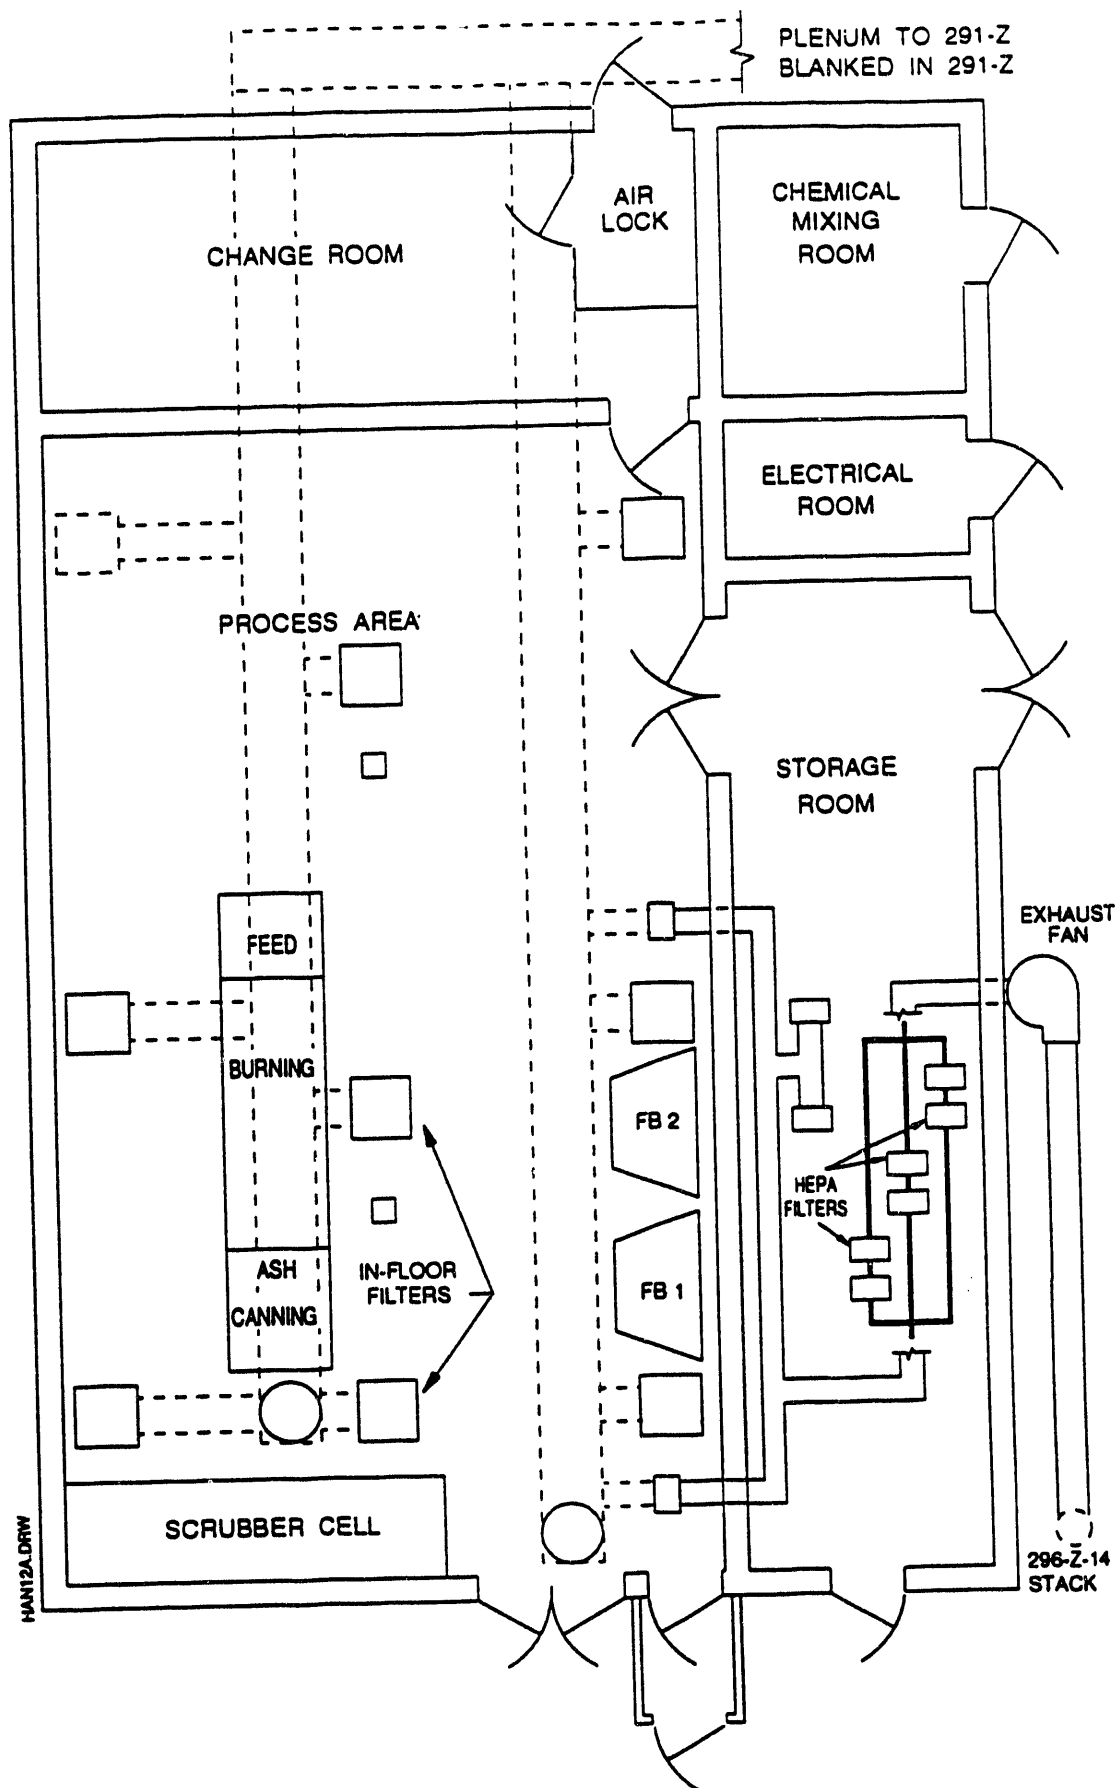 PLENUM TO 291-Z
BLANKED IN 291-Z
AIR
LOCK
CHEMICAL
MIXING
ROOM
CHANGE ROOM
ELECTRICAL
ROOM
PROCESS AREA
STORAGE
ROOM
FEED
EXHAUST
FAN
BURNING
FB 2
HEPA
FILTERS
ASH
CANNING
IN-FLOOR
FILTERS
FB 1
SCRUBBER CELL
296-Z-14
STACK
HAN12A.DRW